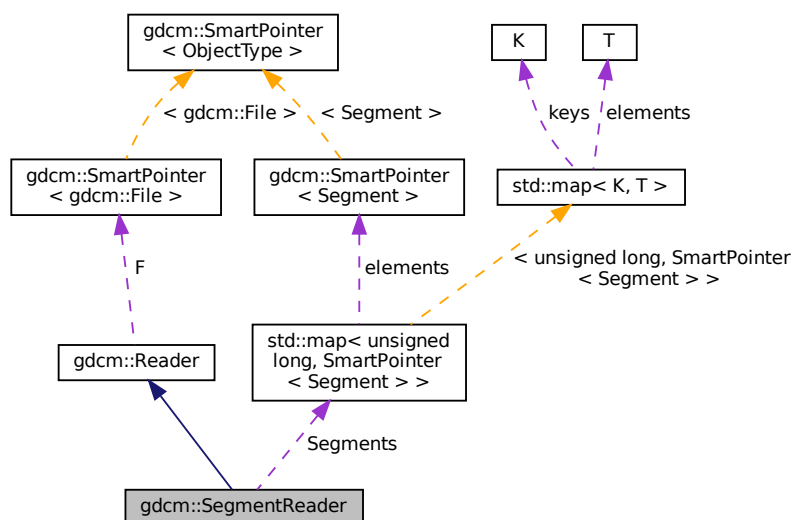 gdcm::SmartPointer
< ObjectType >
K
T
< gdcm::File >
< Segment >
keys
elements
gdcm::SmartPointer
< gdcm::File >
gdcm::SmartPointer
< Segment >
std::map< K, T >
F
elements
< unsigned long, SmartPointer
< Segment > >
gdcm::Reader
std::map< unsigned
long, SmartPointer
< Segment > >
Segments
gdcm::SegmentReader